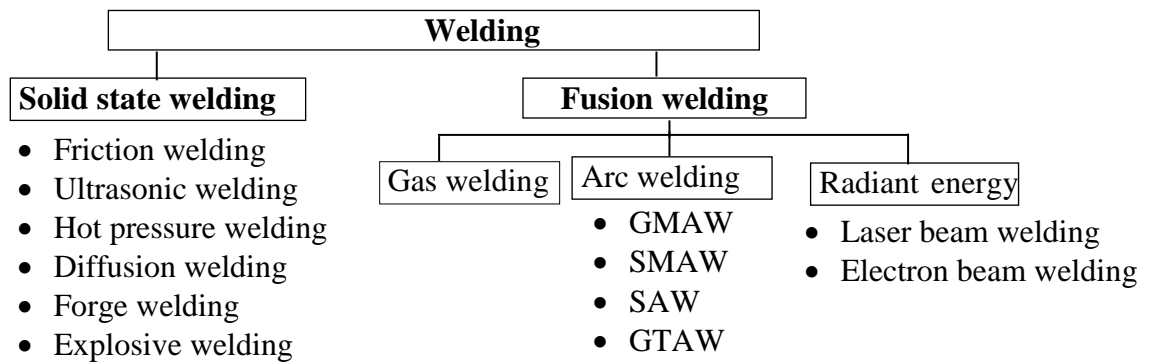 Welding
Solid state welding
• Friction welding
• Ultrasonic welding
• Hot pressure welding
• Diffusion welding
• Forge welding
• Explosive welding
Fusion welding
Gas welding
Arc welding
• GMAW
• SMAW
• SAW
• GTAW
Radiant energy
• Laser beam welding
• Electron beam welding